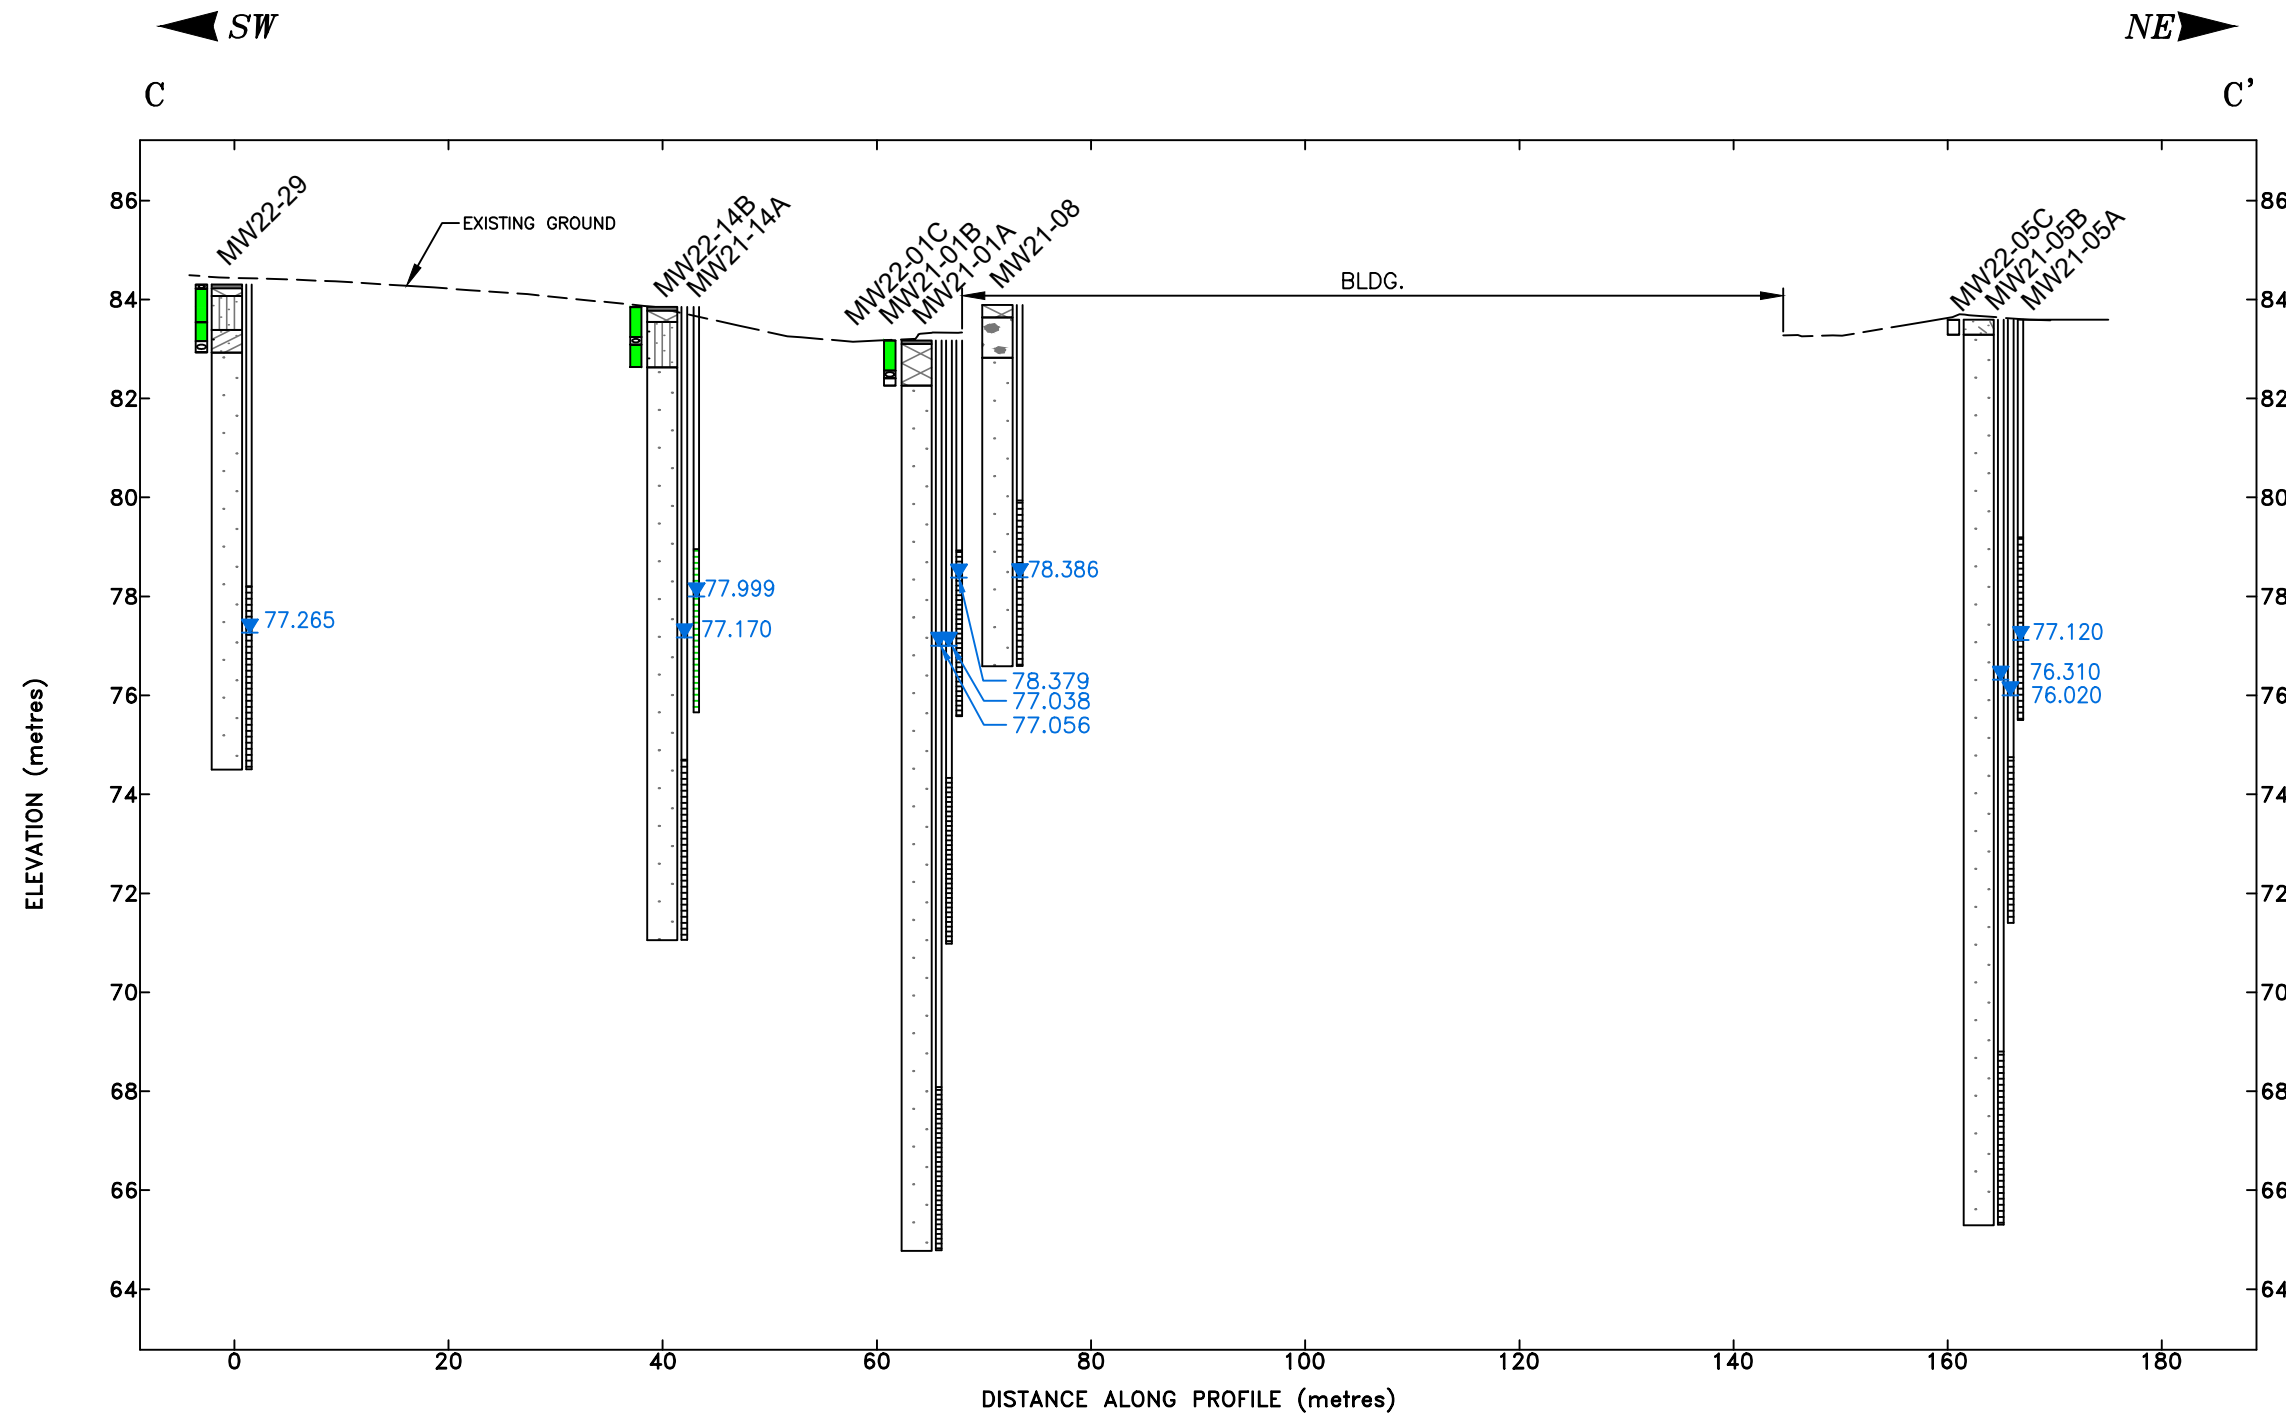 SW
NE
C
C'
MW22-29
EXISTING GROUND
MW22-14B
MW21-14A
MW22-01C
MW21-01B
MW21-01A
MW21-08
BLDG.
MW22-05C
MW21-05B
MW21-05A
86
84
82
80
78
76
74
72
70
68
66
64
86
84
82
80
78
76
74
72
70
68
66
64
ELEVATION (metres)
77.265
77.999
77.170
78.386
78.379
77.038
77.056
77.120
76.310
76.020
0
20
40
60
80
100
120
140
160
180
DISTANCE ALONG PROFILE (metres)